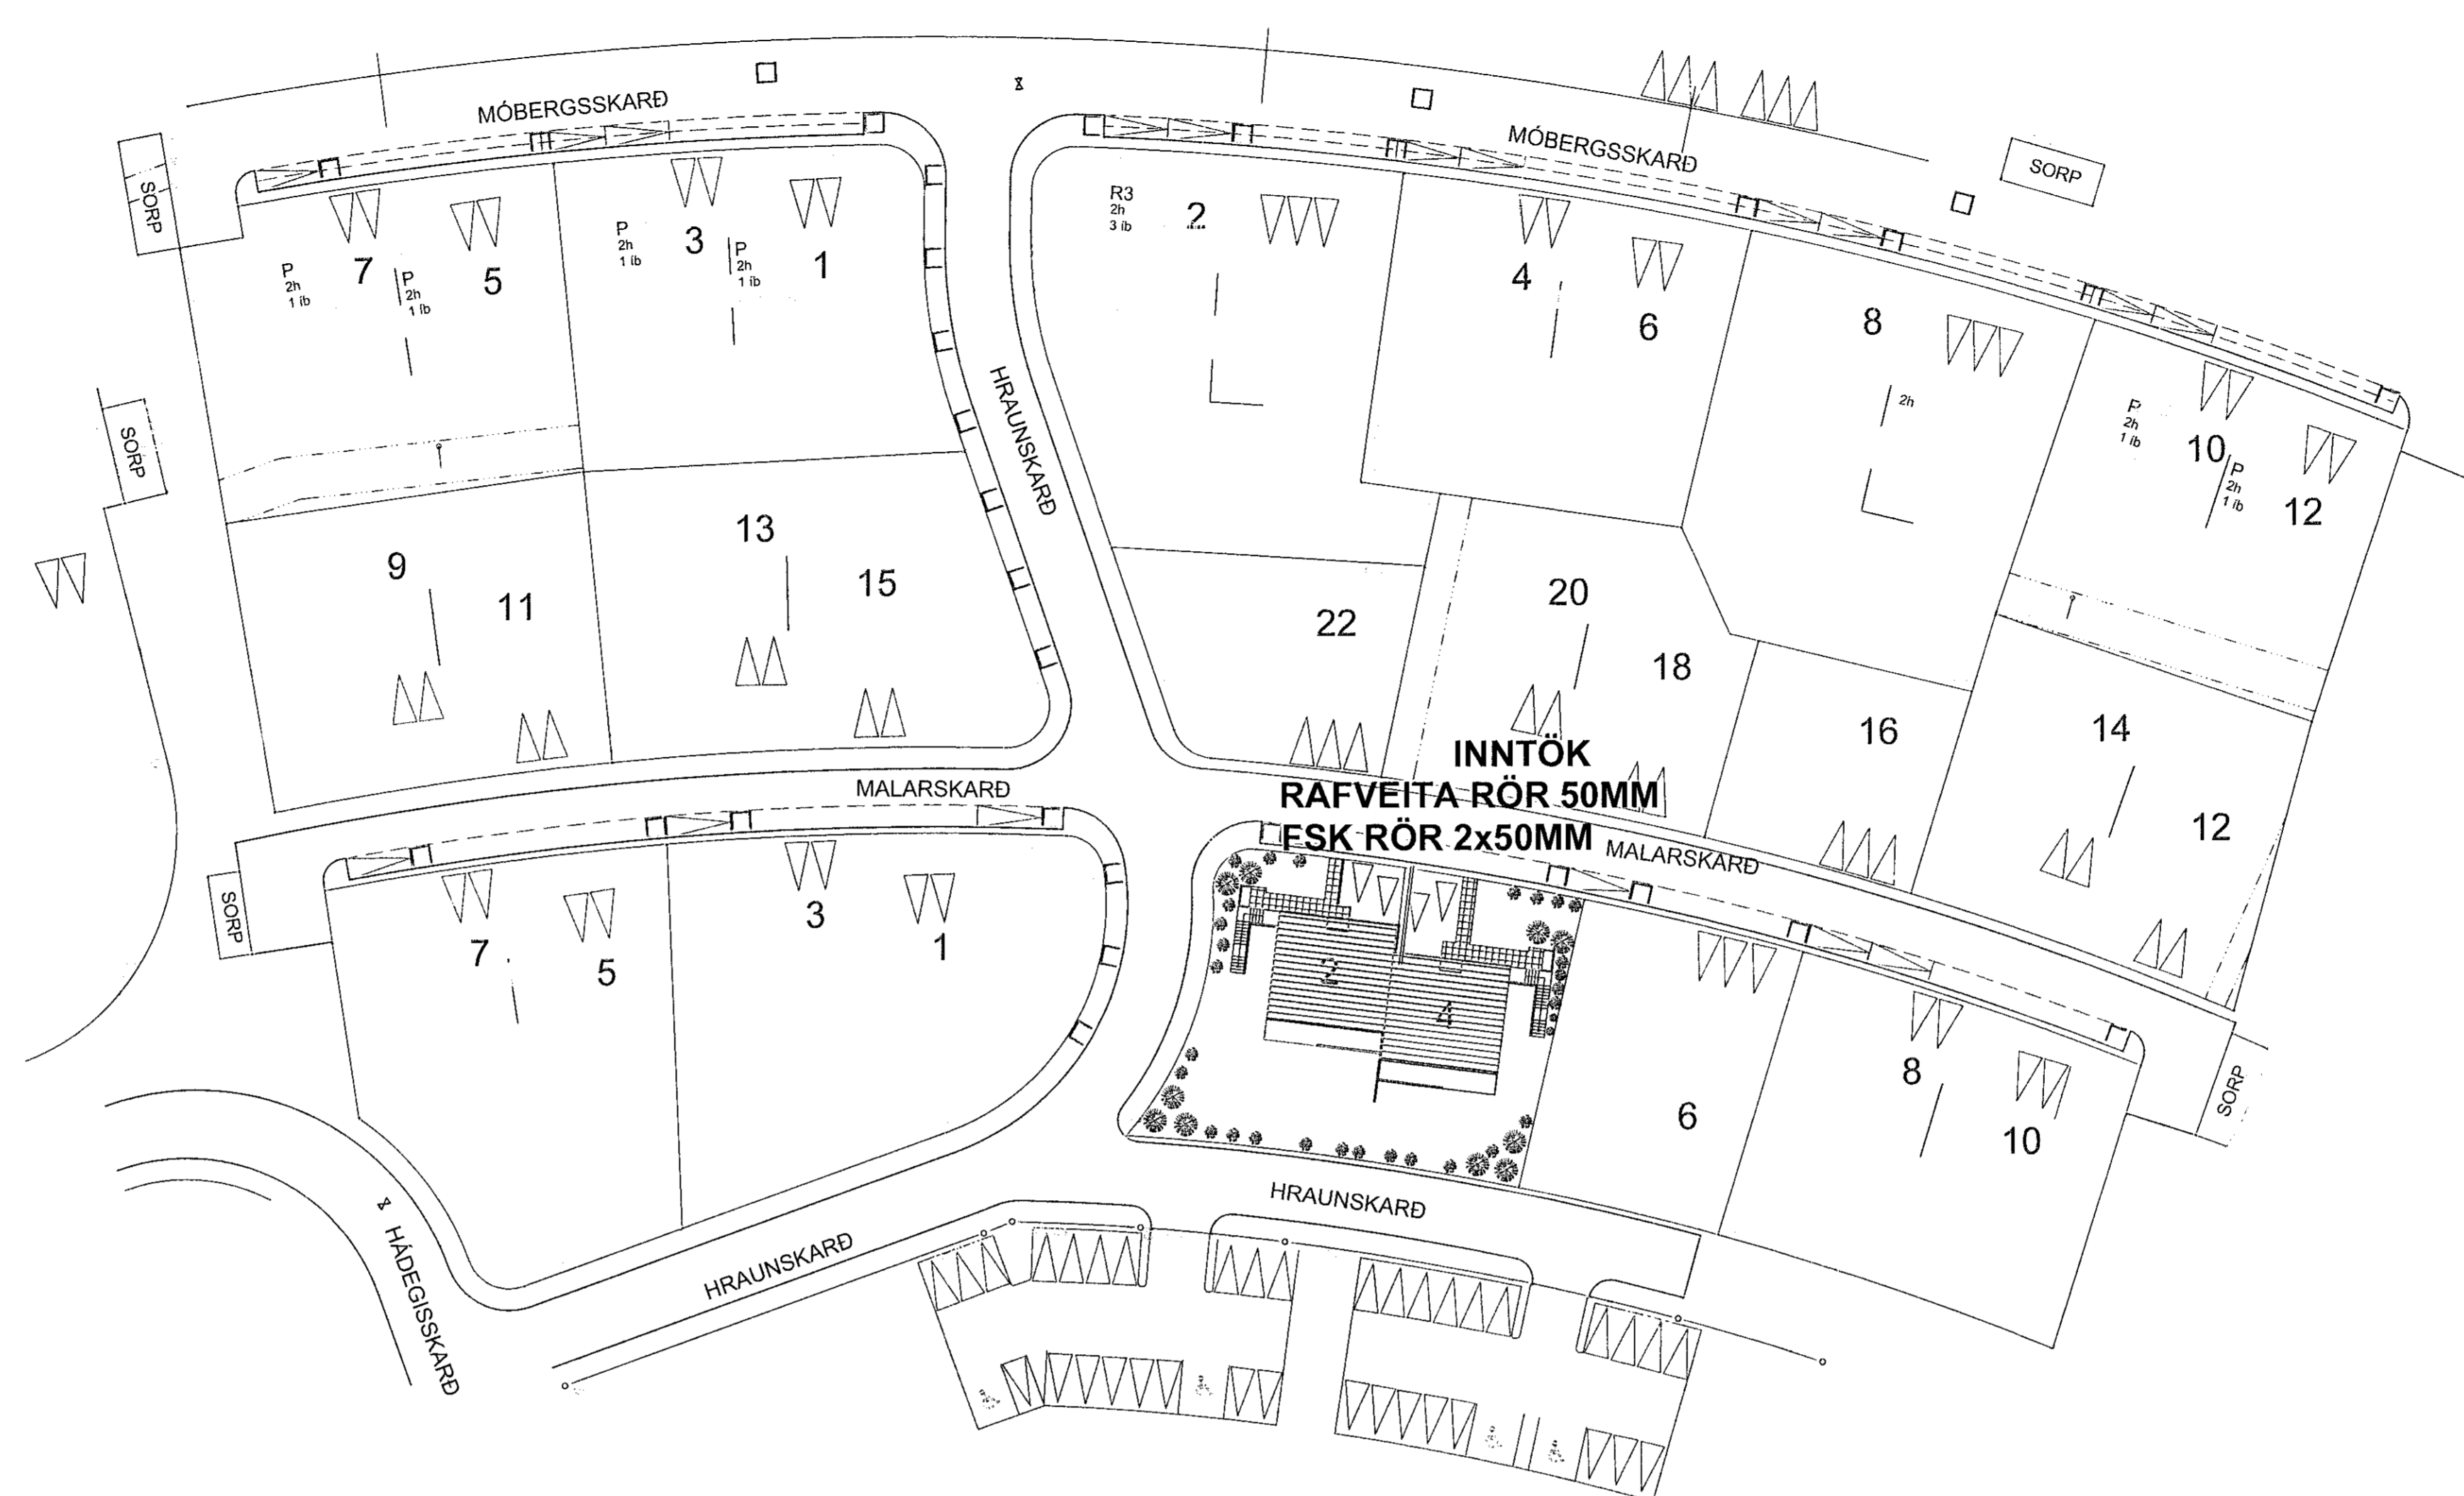 MÓBERGSSKARÐ
MÓBERGSSKARÐ
SORP
SORP
7
P
2h
1 íb
5
P
2h
1 íb
3
P
2h
1 íb
1
P
2h
1 íb
R3
2h
3 íb
2
4
6
8
2h
10
P
2h
1 íb
12
P
2h
1 íb
SORP
HRAUNSKARÐ
9
11
13
15
22
20
18
16
14
12
INNTÖK
RAFVEITA RÖR 50MM
FSK RÖR 2x50MM
MALARSKARÐ
MALARSKARÐ
SORP
7
5
3
1
2
4
6
8
10
SORP
HRAUNSKARÐ
HRAUNSKARÐ
HÁDEGISSKARÐ